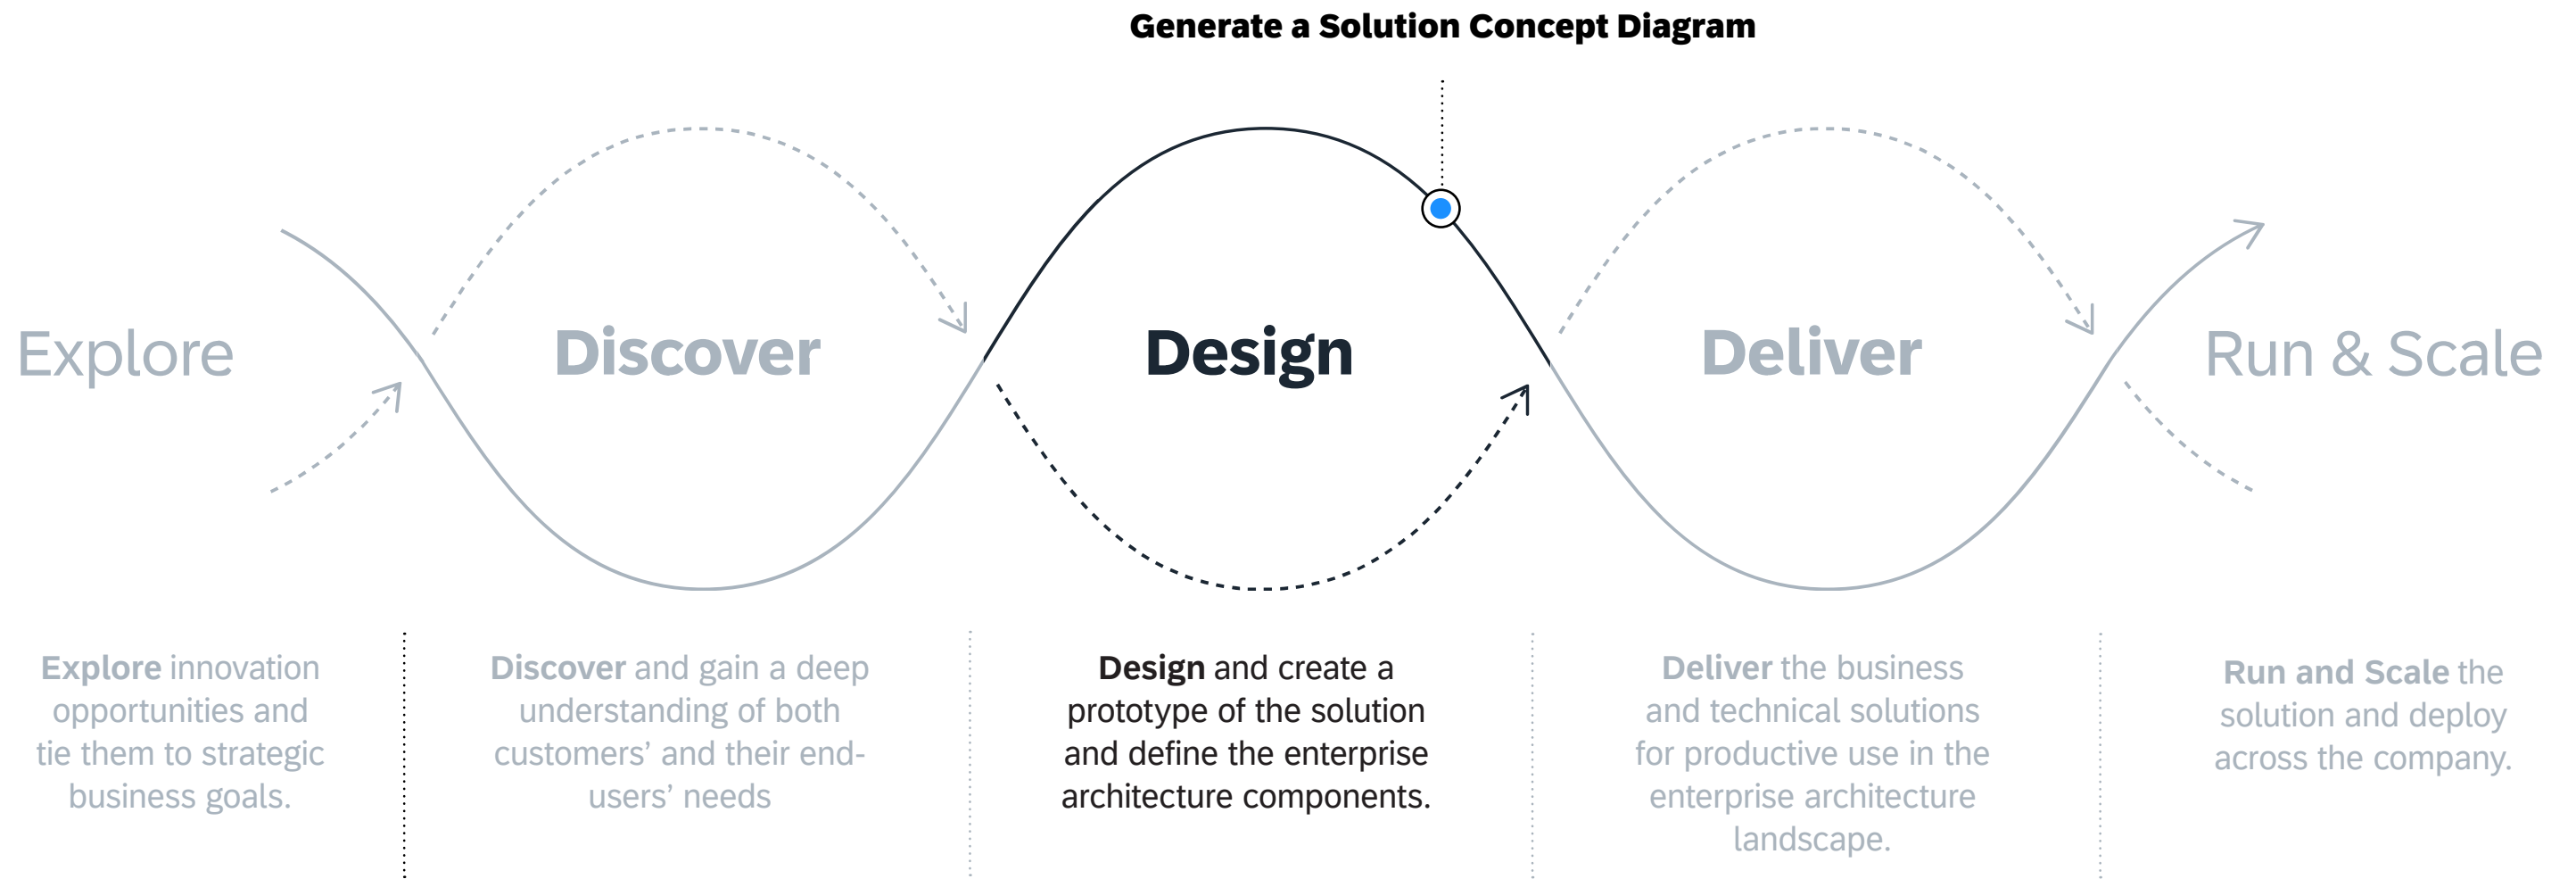 Generate a Solution Concept Diagram
Explore
Discover
Design
Deliver
Run & Scale
Explore innovation
opportunities and
tie them to strategic
business goals.
Discover and gain a deep
understanding of both
customers’ and their end-
users’ needs
Design and create a
prototype of the solution
and define the enterprise
architecture components.
Deliver the business
and technical solutions
for productive use in the
enterprise architecture
landscape.
Run and Scale the
solution and deploy
across the company.